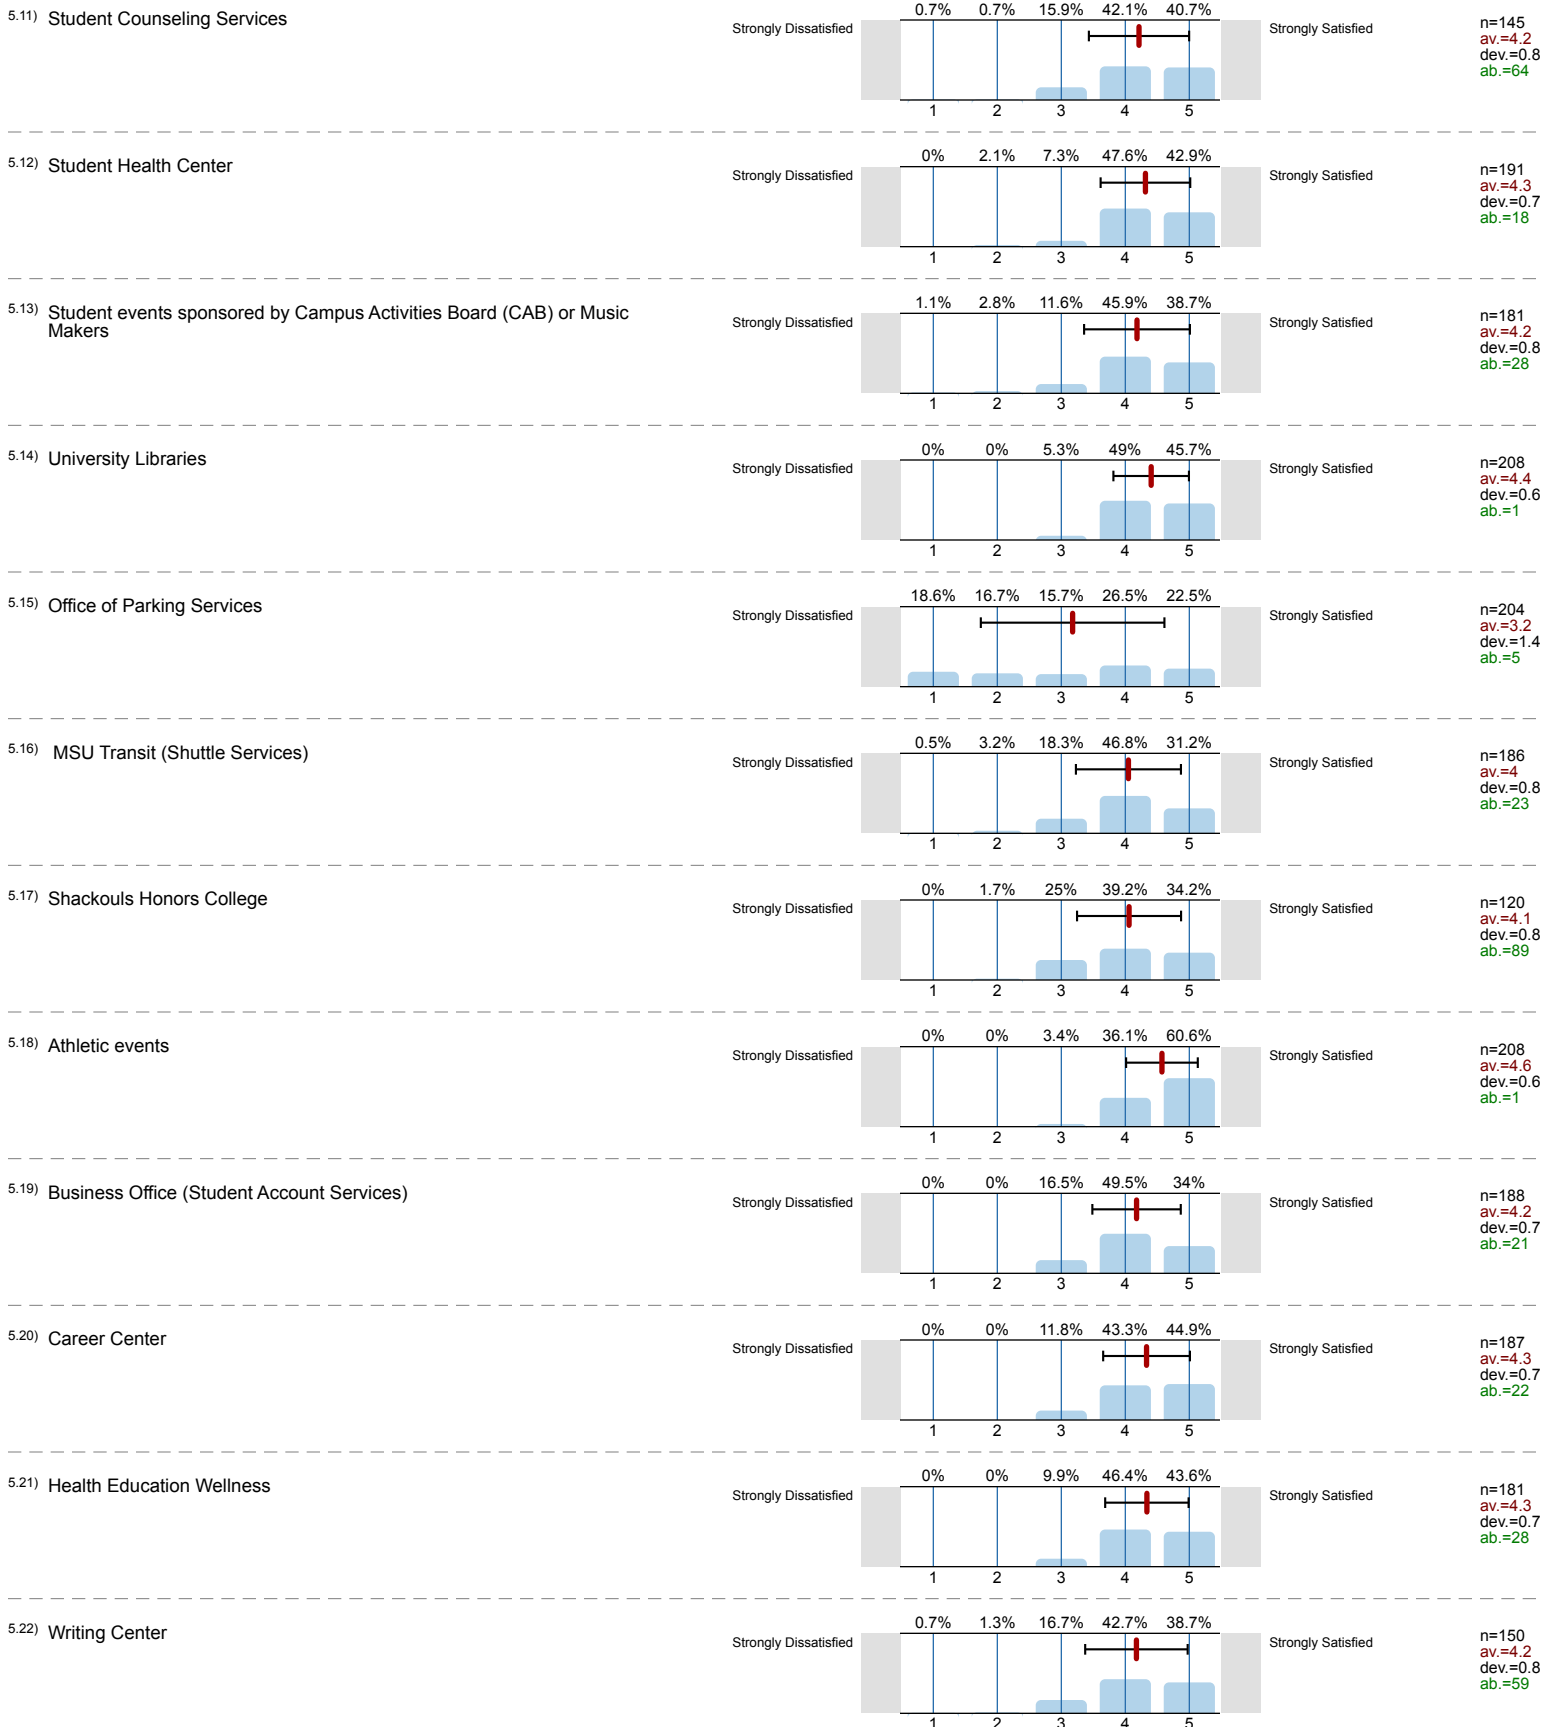 5.11) Student Counseling Services
0.7% 0.7% 15.9% 42.1% 40.7%
Strongly Dissatisfied Strongly Satisfied
n=145
av.=4.2
dev.=0.8
ab.=64
1 2 3 4 5
5.12) Student Health Center
0% 2.1% 7.3% 47.6% 42.9%
Strongly Dissatisfied Strongly Satisfied
n=191
av.=4.3
dev.=0.7
ab.=18
1 2 3 4 5
5.13) Student events sponsored by Campus Activities Board (CAB) or Music
Makers
1.1% 2.8% 11.6% 45.9% 38.7%
Strongly Dissatisfied Strongly Satisfied
n=181
av.=4.2
dev.=0.8
ab.=28
1 2 3 4 5
5.14) University Libraries
0% 0% 5.3% 49% 45.7%
Strongly Dissatisfied Strongly Satisfied
n=208
av.=4.4
dev.=0.6
ab.=1
1 2 3 4 5
5.15) Office of Parking Services
18.6% 16.7% 15.7% 26.5% 22.5%
Strongly Dissatisfied Strongly Satisfied
n=204
av.=3.2
dev.=1.4
ab.=5
1 2 3 4 5
5.16) MSU Transit (Shuttle Services)
0.5% 3.2% 18.3% 46.8% 31.2%
Strongly Dissatisfied Strongly Satisfied
n=186
av.=4
dev.=0.8
ab.=23
1 2 3 4 5
5.17) Shackouls Honors College
0% 1.7% 25% 39.2% 34.2%
Strongly Dissatisfied Strongly Satisfied
n=120
av.=4.1
dev.=0.8
ab.=89
1 2 3 4 5
5.18) Athletic events
0% 0% 3.4% 36.1% 60.6%
Strongly Dissatisfied Strongly Satisfied
n=208
av.=4.6
dev.=0.6
ab.=1
1 2 3 4 5
5.19) Business Office (Student Account Services)
0% 0% 16.5% 49.5% 34%
Strongly Dissatisfied Strongly Satisfied
n=188
av.=4.2
dev.=0.7
ab.=21
1 2 3 4 5
5.20) Career Center
0% 0% 11.8% 43.3% 44.9%
Strongly Dissatisfied Strongly Satisfied
n=187
av.=4.3
dev.=0.7
ab.=22
1 2 3 4 5
5.21) Health Education Wellness
0% 0% 9.9% 46.4% 43.6%
Strongly Dissatisfied Strongly Satisfied
n=181
av.=4.3
dev.=0.7
ab.=28
1 2 3 4 5
5.22) Writing Center
0.7% 1.3% 16.7% 42.7% 38.7%
Strongly Dissatisfied Strongly Satisfied
n=150
av.=4.2
dev.=0.8
ab.=59
1 2 3 4 5